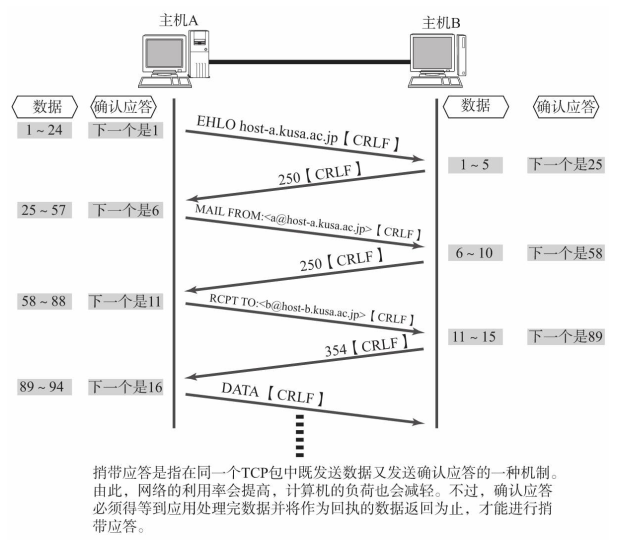 主机A
主机B
数据 确认应答
数据 确认应答
1~24 下一个是1
EHLO host-a.kusa.ac.jp【CRLF】
1~5 下一个是25
250【CRLF】
25~57 下一个是6
MAIL FROM:<a@host-a.kusa.ac.jp>【CRLF】
6~10 下一个是58
250【CRLF】
58~88 下一个是11
RCPT TO:<b@host-b.kusa.ac.jp>【CRLF】
11~15 下一个是89
354【CRLF】
89~94 下一个是16
DATA【CRLF】
捎带应答是指在同一个TCP包中既发送数据又发送确认应答的一种机制。
由此，网络的利用率会提高，计算机的负荷也会减轻。不过，确认应答
必须得等到应用处理完数据并将作为回执的数据返回为止，才能进行捎
带应答。